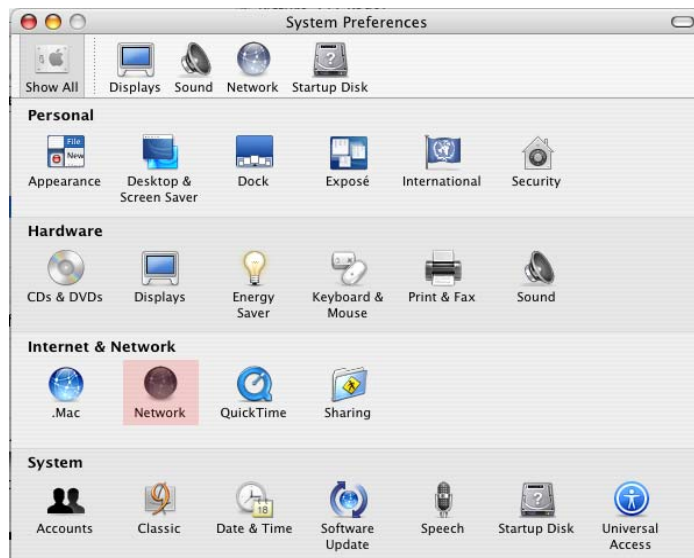 System Preferences
Show All Displays Sound Network Startup Disk
Personal
File
New
Appearance Desktop & Screen Saver Dock Exposé International Security
Hardware
CDs & DVDs Displays Energy Saver Keyboard & Mouse Print & Fax Sound
Internet & Network
.Mac Network QuickTime Sharing
System
18
Accounts Classic Date & Time Software Update Speech Startup Disk Universal Access